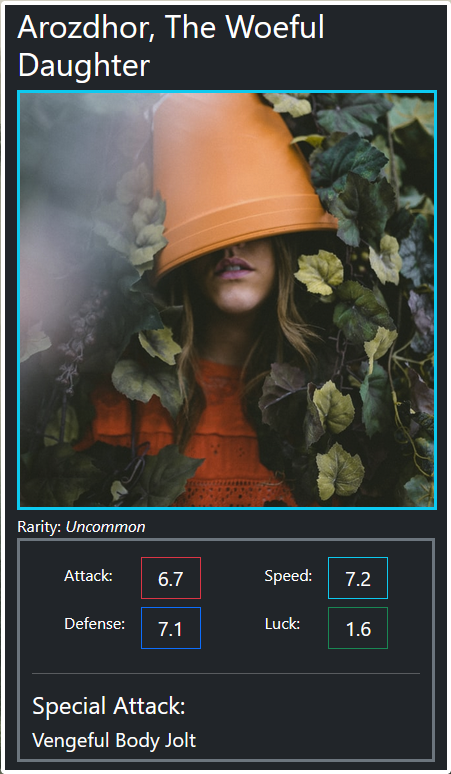 Arozdhor, The Woeful
Daughter
Rarity: Uncommon
Attack: 6.7 Speed: 7.2
Defense: 7.1 Luck: 1.6
Special Attack:
Vengeful Body Jolt